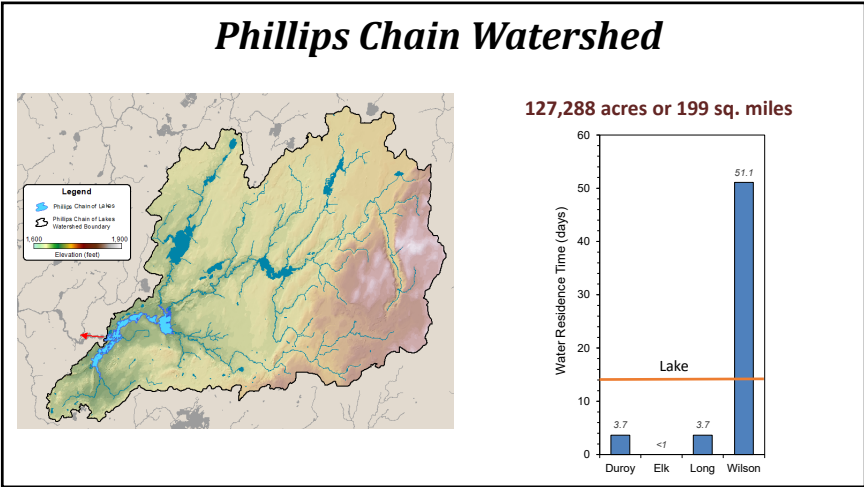 Phillips Chain Watershed
Legend
Phillips Chain of Lakes
Phillips Chain of Lakes
Watershed Boundary
1,600
1,900
Elevation (feet)
127,288 acres or 199 sq. miles
Water Residence Time (days)
60
50
40
30
20
10
0
51.1
Lake
3.7
<1
3.7
Duroy
Elk
Long
Wilson